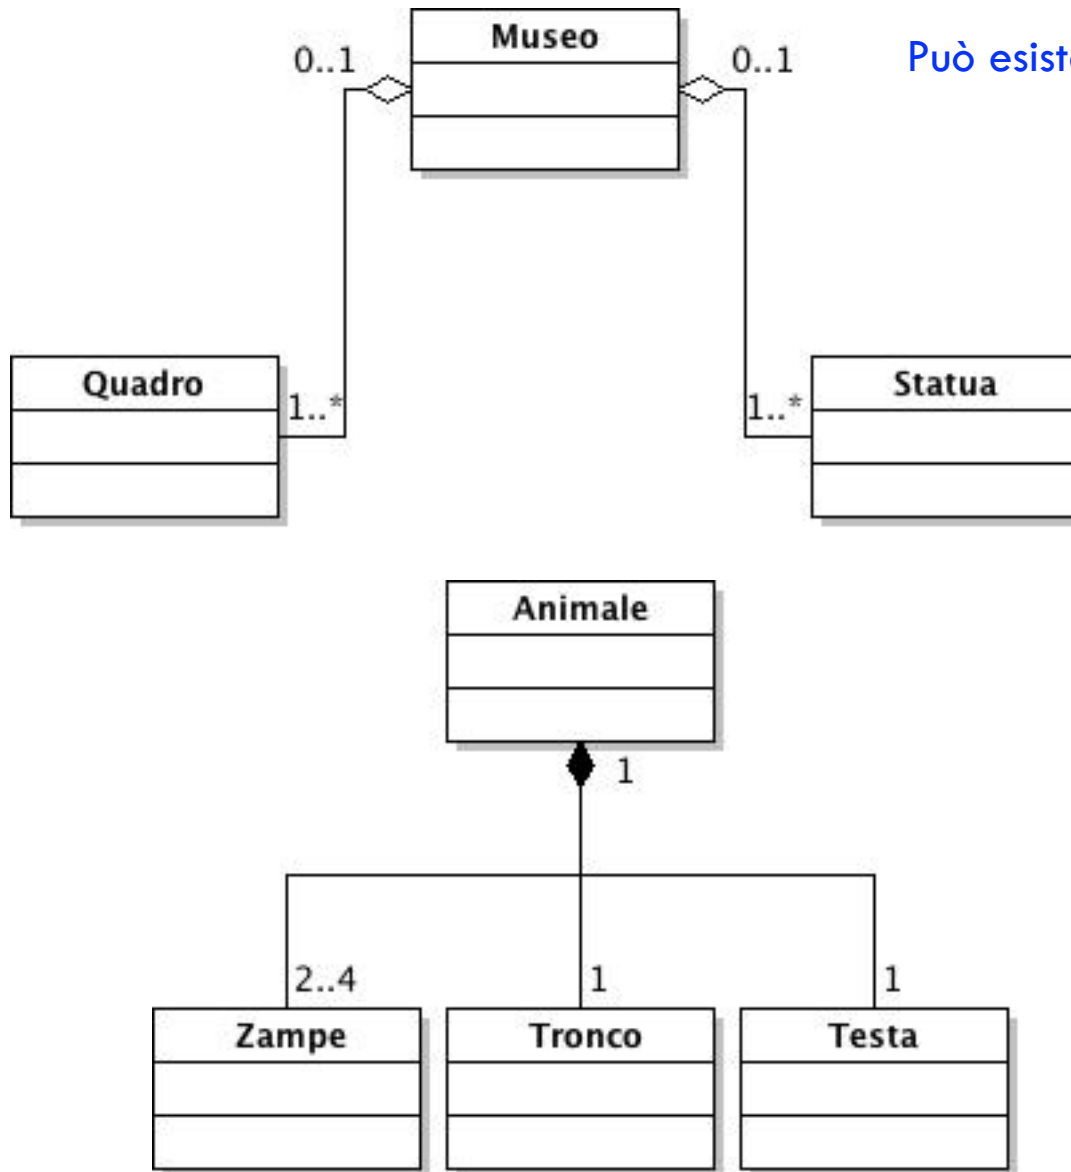 Museo
0..1
0..1
Può
Quadro
1..*
1..*
Statua
Animale
1
2..4
1
1
Zampe
Tronco
Testa